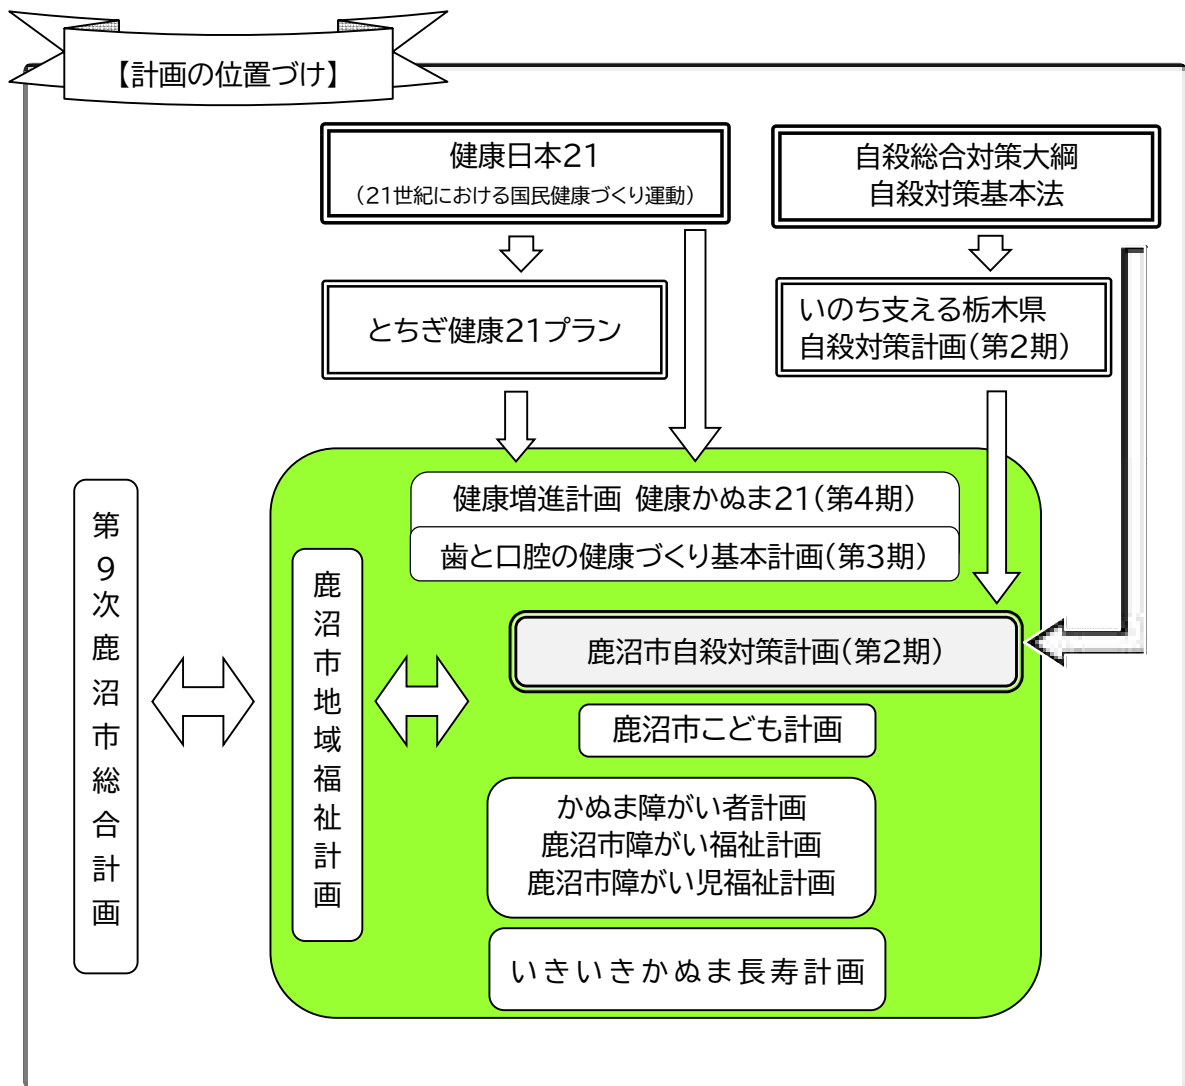 【計画の位置づけ】
健康日本21
（21世紀における国民健康づくり運動）
自殺総合対策大綱
自殺対策基本法
とちぎ健康21プラン
いのち支える栃木県
自殺対策計画（第2期）
健康増進計画 健康かぬま21（第4期）
歯と口腔の健康づくり基本計画（第3期）
第9次鹿沼市総合計画
鹿沼市地域福祉計画
鹿沼市自殺対策計画（第2期）
鹿沼市こども計画
かぬま障がい者計画
鹿沼市障がい福祉計画
鹿沼市障がい児福祉計画
いきいきかぬま長寿計画